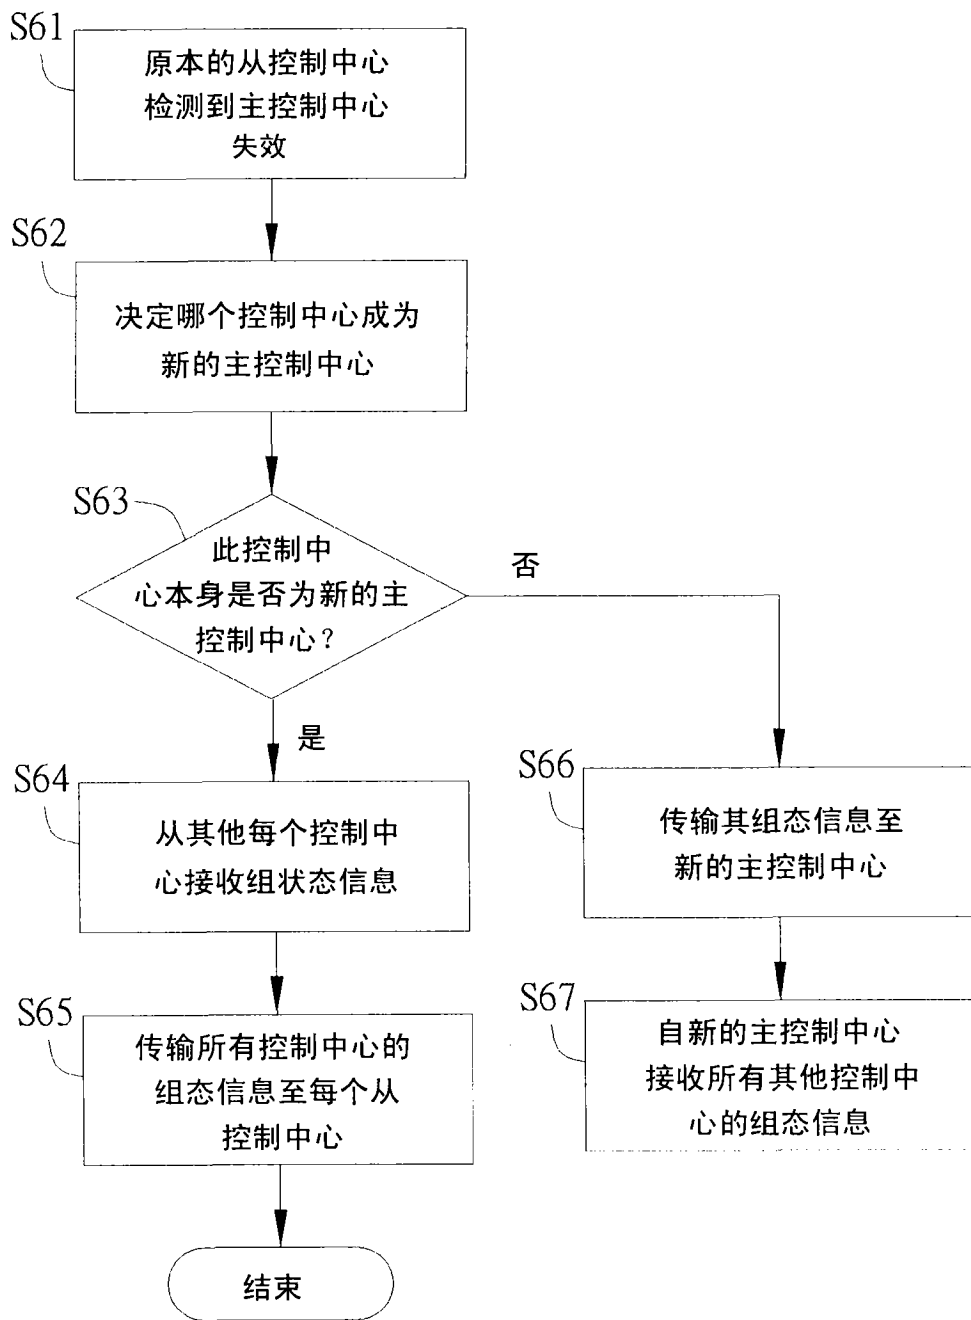 S61
原本的从控制中心
检测到主控制中心
失效
S62
决定哪个控制中心成为
新的主控制中心
S63
此控制中
心本身是否为新的主
控制中心？
否
是
S64
从其他每个控制中
心接收组状态信息
S66
传输其组态信息至
新的主控制中心
S65
传输所有控制中心的
组态信息至每个从
控制中心
S67
自新的主控制中心
接收所有其他控制中
心的组态信息
结束